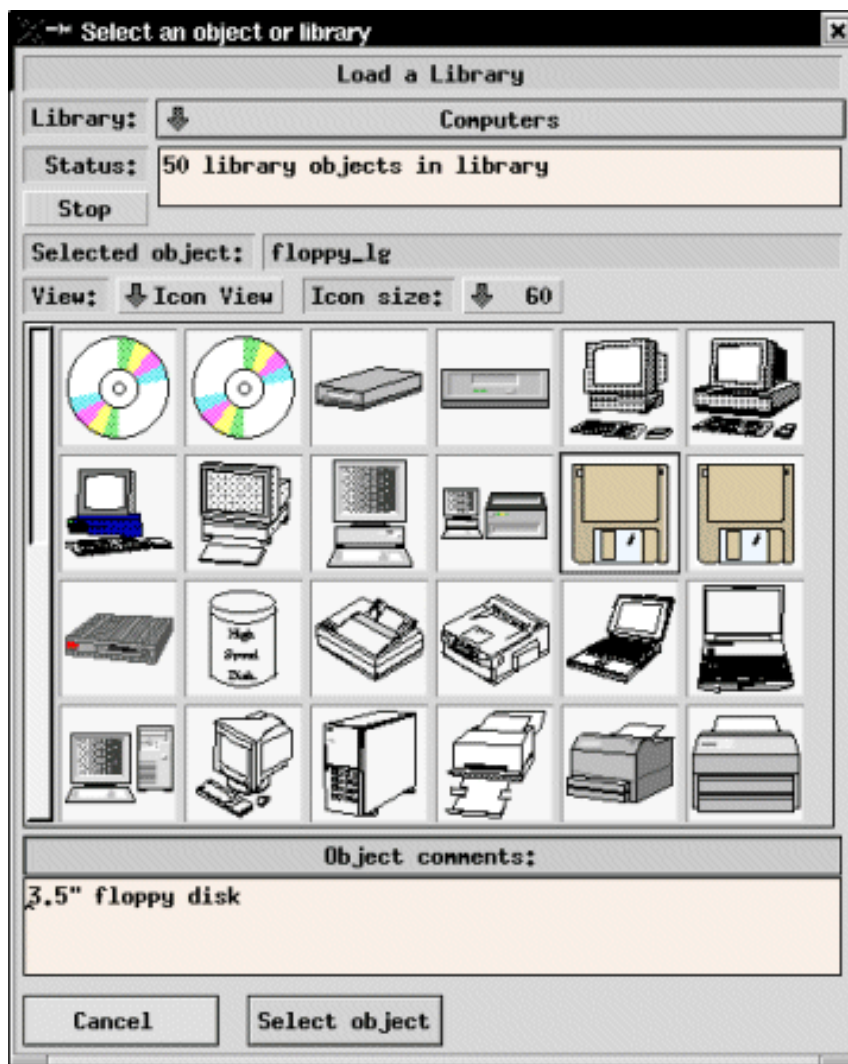 Select an object or library
Load a Library
Library: Computers
Status: 50 library objects in library
Stop
Selected object: floppy_lg
View: Icon View Icon size: 60
High
Speed
Disk
Object comments:
3.5" floppy disk
Cancel Select object